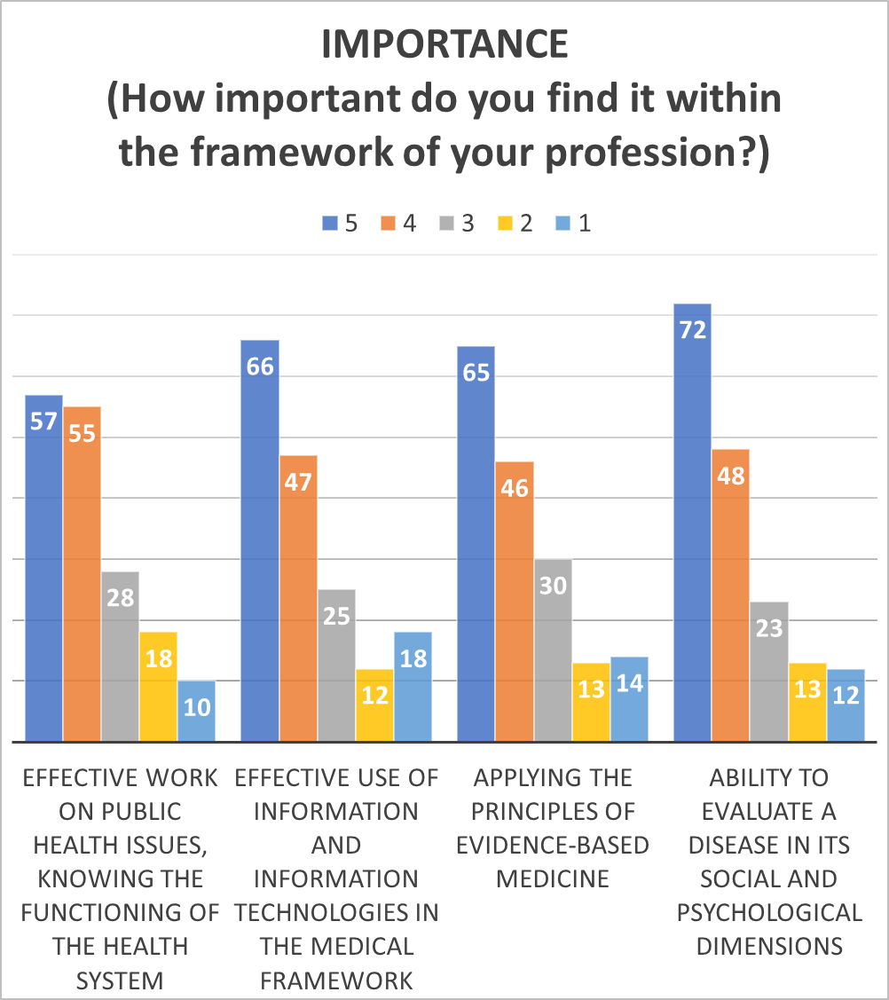 IMPORTANCE
(How important do you find it within
the framework of your profession?)
5 4 3 2 1
57 55 28 18 10
66 47 25 12 18
65 46 30 13 14
72 48 23 13 12
EFFECTIVE WORK
ON PUBLIC
HEALTH ISSUES,
KNOWING THE
FUNCTIONING OF
THE HEALTH
SYSTEM
EFFECTIVE USE OF
INFORMATION
AND
INFORMATION
TECHNOLOGIES IN
THE MEDICAL
FRAMEWORK
APPLYING THE
PRINCIPLES OF
EVIDENCE-BASED
MEDICINE
ABILITY TO
EVALUATE A
DISEASE IN ITS
SOCIAL AND
PSYCHOLOGICAL
DIMENSIONS